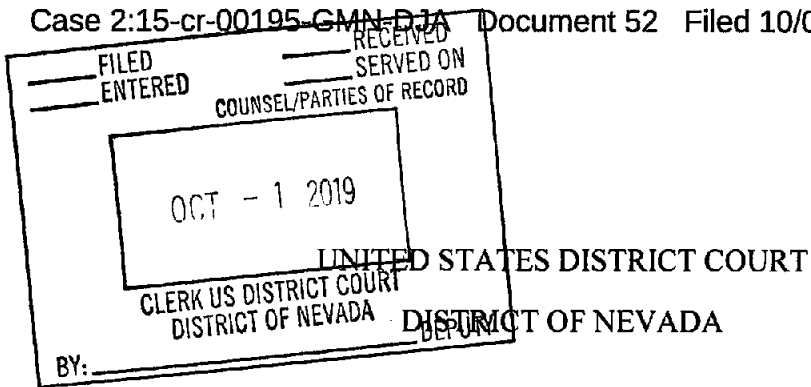 Case 2:15-cr-00195-GMN-DJA Document 52 Filed 10/0
FILED
RECEIVED
ENTERED
SERVED ON
COUNSEL/PARTIES OF RECORD
OCT - 1 2019
UNITED STATES DISTRICT COURT
CLERK US DISTRICT COURT
DISTRICT OF NEVADA
DISTRICT OF NEVADA
BY: DEPUTY